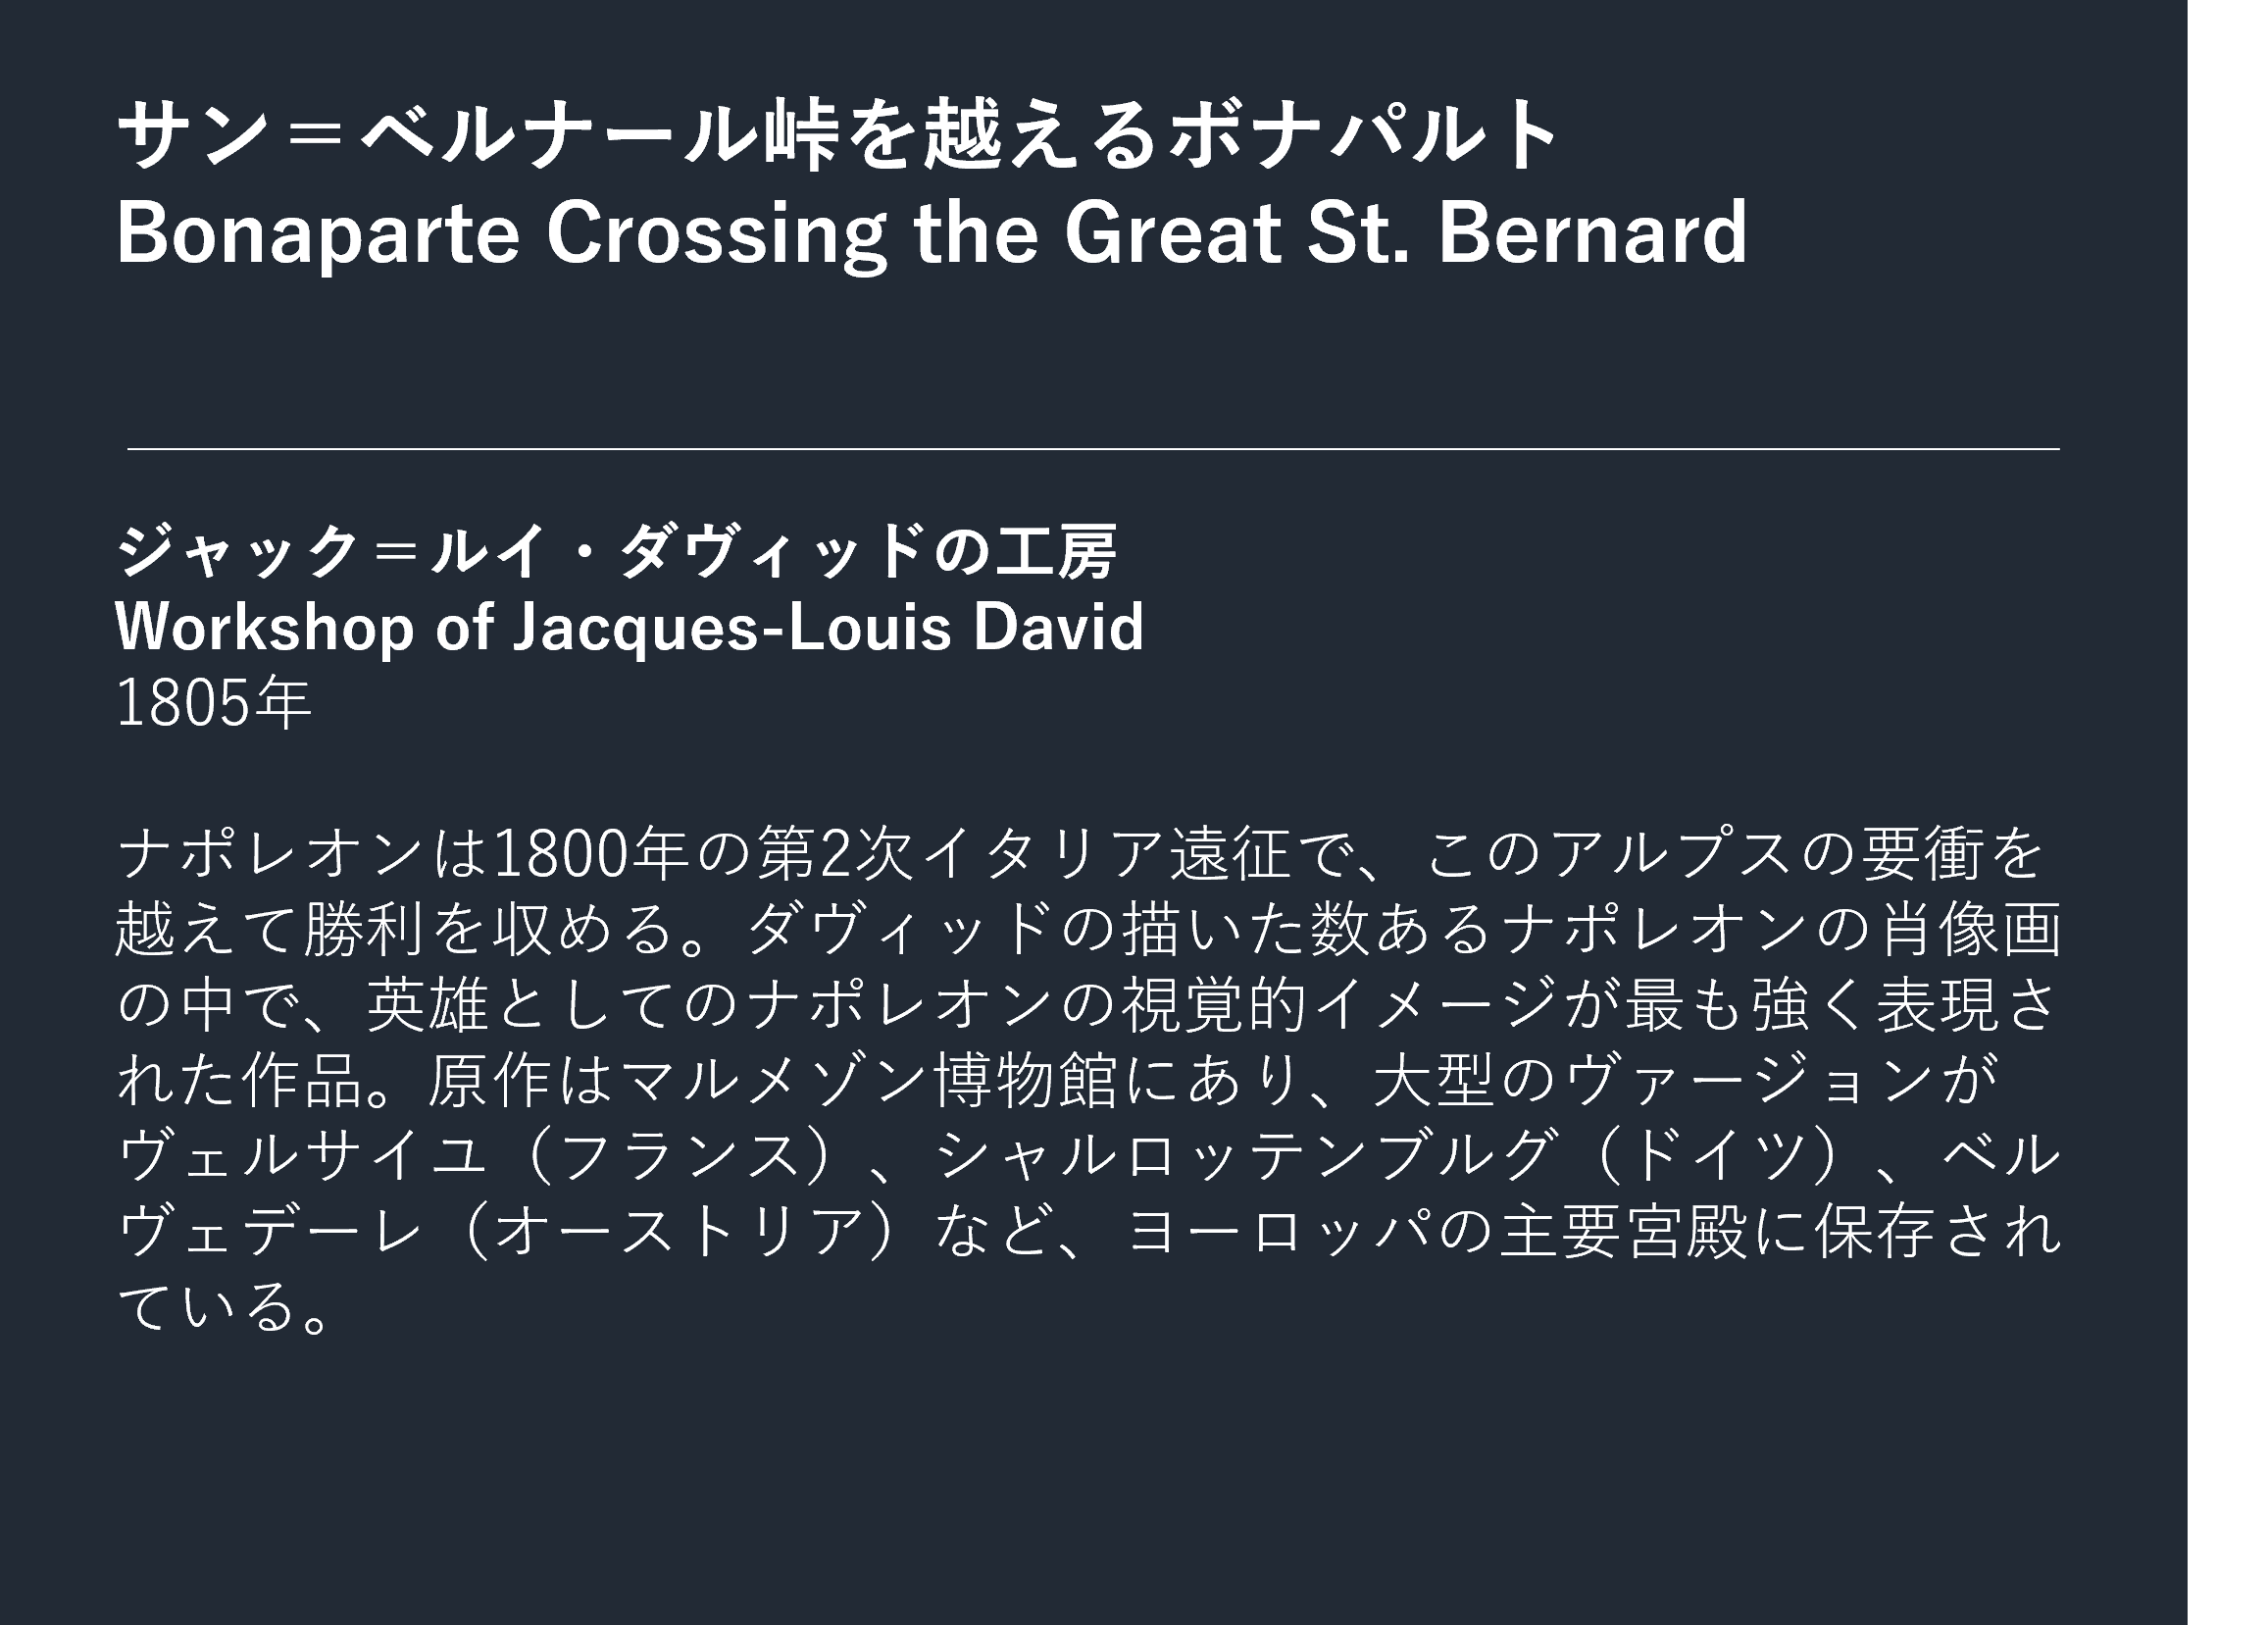 サン＝ベルナール峠を越えるボナパルト
Bonaparte Crossing the Great St. Bernard
ジャック＝ルイ・ダヴィッドの工房
Workshop of Jacques-Louis David
1805年
ナポレオンは1800年の第2次イタリア遠征で、このアルプスの要衝を
越えて勝利を収める。ダヴィッドの描いた数あるナポレオンの肖像画
の中で、英雄としてのナポレオンの視覚的イメージが最も強く表現さ
れた作品。原作はマルメゾン博物館にあり、大型のヴァージョンが
ヴェルサイユ（フランス）、シャルロッテンブルグ（ドイツ）、ベル
ヴェデーレ（オーストリア）など、ヨーロッパの主要宮殿に保存され
ている。